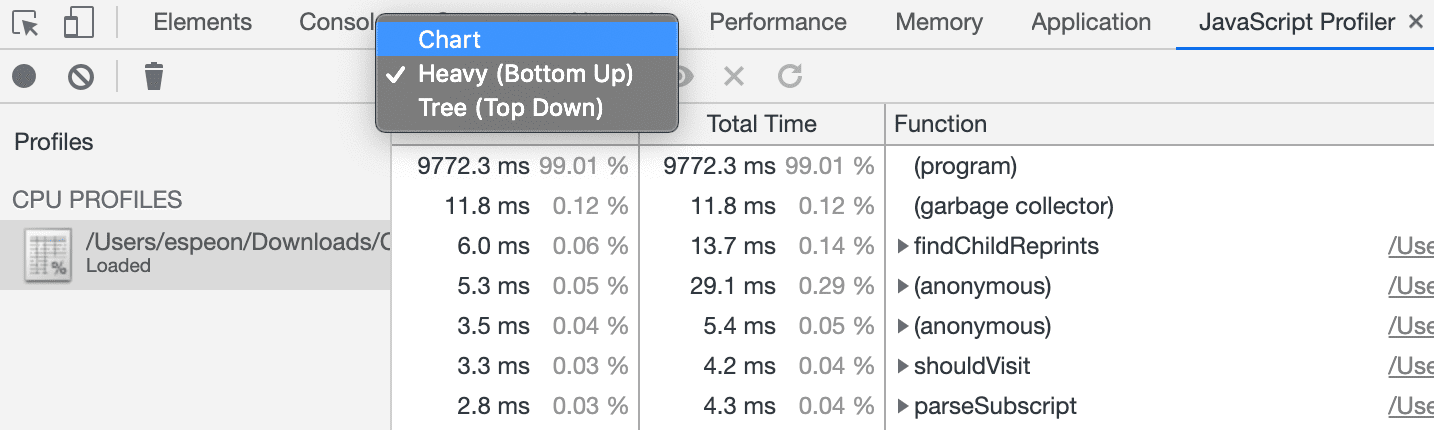 Elements Consol Performance Memory Application JavaScript Profiler ×
Chart
✓ Heavy (Bottom Up)
Tree (Top Down)
Total Time Function
Profiles
9772.3 ms 99.01 % 9772.3 ms 99.01 % (program)
CPU PROFILES
11.8 ms 0.12 % 11.8 ms 0.12 % (garbage collector)
/Users/espeon/Downloads/C
Loaded
6.0 ms 0.06 % 13.7 ms 0.14 % findChildReprints /Use
5.3 ms 0.05 % 29.1 ms 0.29 % (anonymous) /Use
3.5 ms 0.04 % 5.4 ms 0.05 % (anonymous) /Use
3.3 ms 0.03 % 4.2 ms 0.04 % shouldVisit /Use
2.8 ms 0.03 % 4.3 ms 0.04 % parseSubscript /Use